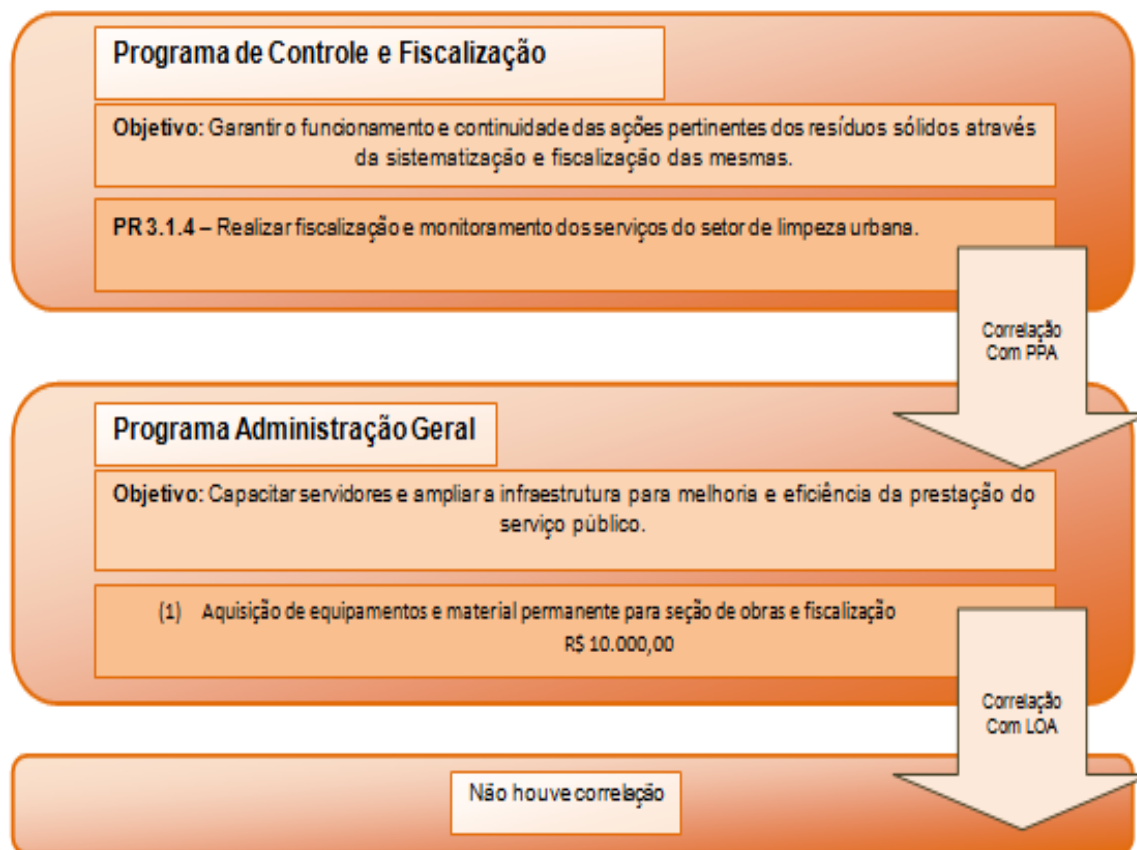 Programa de Controle e Fiscalização
Objetivo: Garantir o funcionamento e continuidade das ações pertinentes dos resíduos sólidos através
da sistematização e fiscalização das mesmas.
PR 3.1.4 – Realizar fiscalização e monitoramento dos serviços do setor de limpeza urbana.
Correlação
Com PPA
Programa Administração Geral
Objetivo: Capacitar servidores e ampliar a infraestrutura para melhoria e eficiência da prestação do
serviço público.
(1) Aquisição de equipamentos e material permanente para seção de obras e fiscalização
R$ 10.000,00
Correlação
Com LOA
Não houve correlação